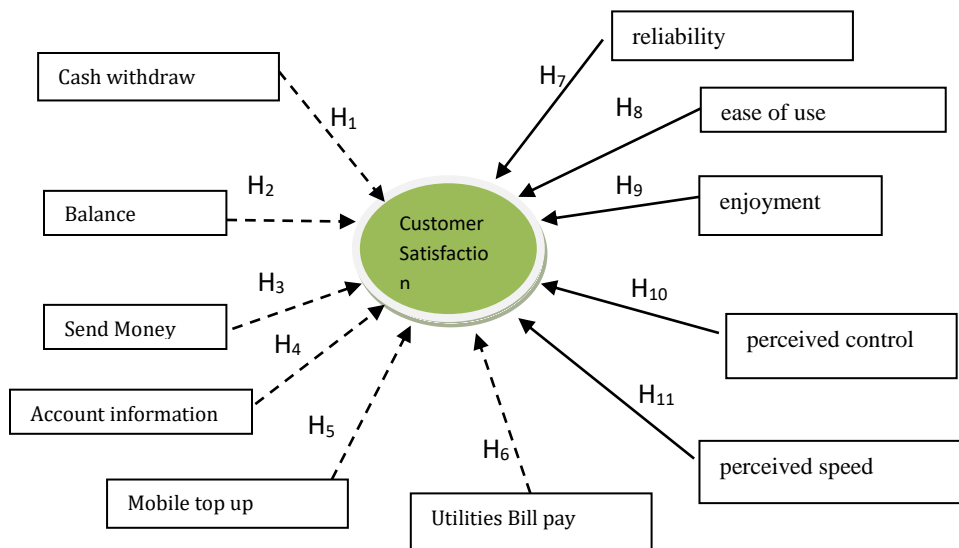 reliability
Cash withdraw
H7
H1
H8
ease of use
H2
H9
Balance
enjoyment
Customer
Satisfactio
n
H3
H10
Send Money
H4
perceived control
Account information
H5
H11
H6
perceived speed
Mobile top up
Utilities Bill pay